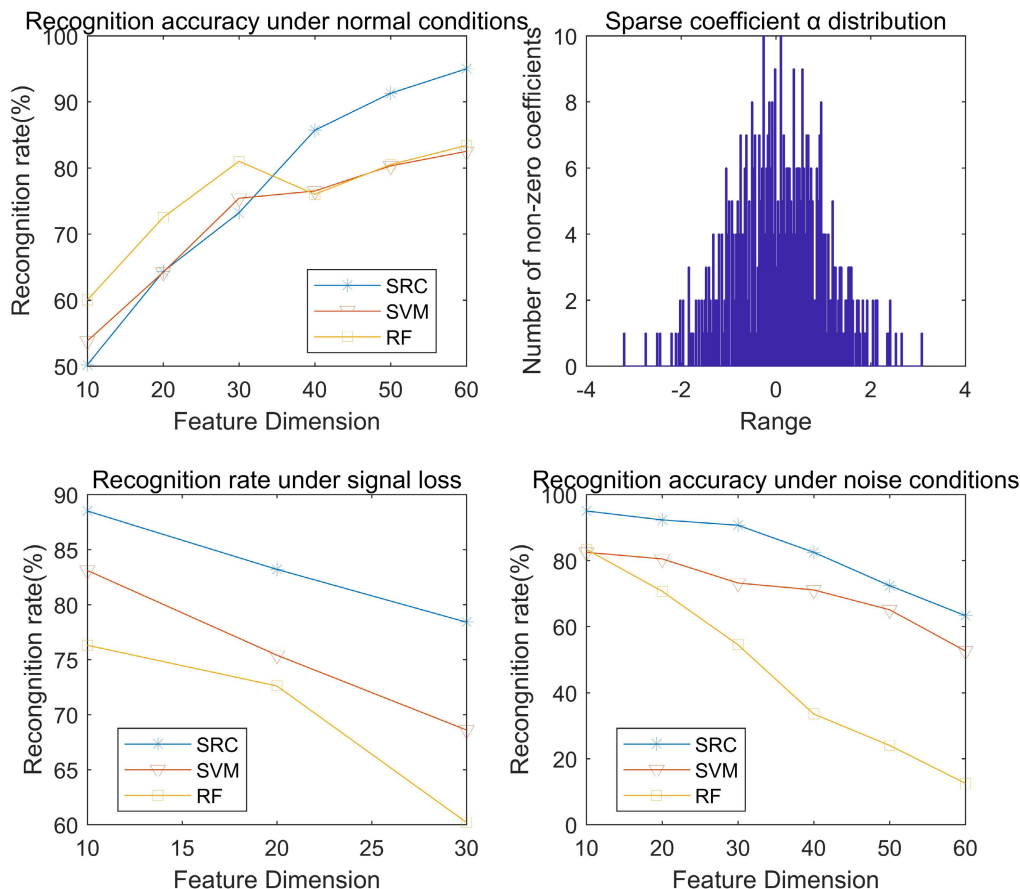 Recognition accuracy under normal conditions
100
90
80
70
60
50
10 20 30 40 50 60
Recongnition rate(%)
Feature Dimension
SRC
SVM
RF
Sparse coefficient α distribution
10
8
6
4
2
0
-4 -2 0 2 4
Number of non-zero coefficients
Range
Recognition rate under signal loss
90
85
80
75
70
65
60
10 15 20 25 30
Recongnition rate(%)
Feature Dimension
SRC
SVM
RF
Recognition accuracy under noise conditions
100
80
60
40
20
0
10 20 30 40 50 60
Recongnition rate(%)
Feature Dimension
SRC
SVM
RF